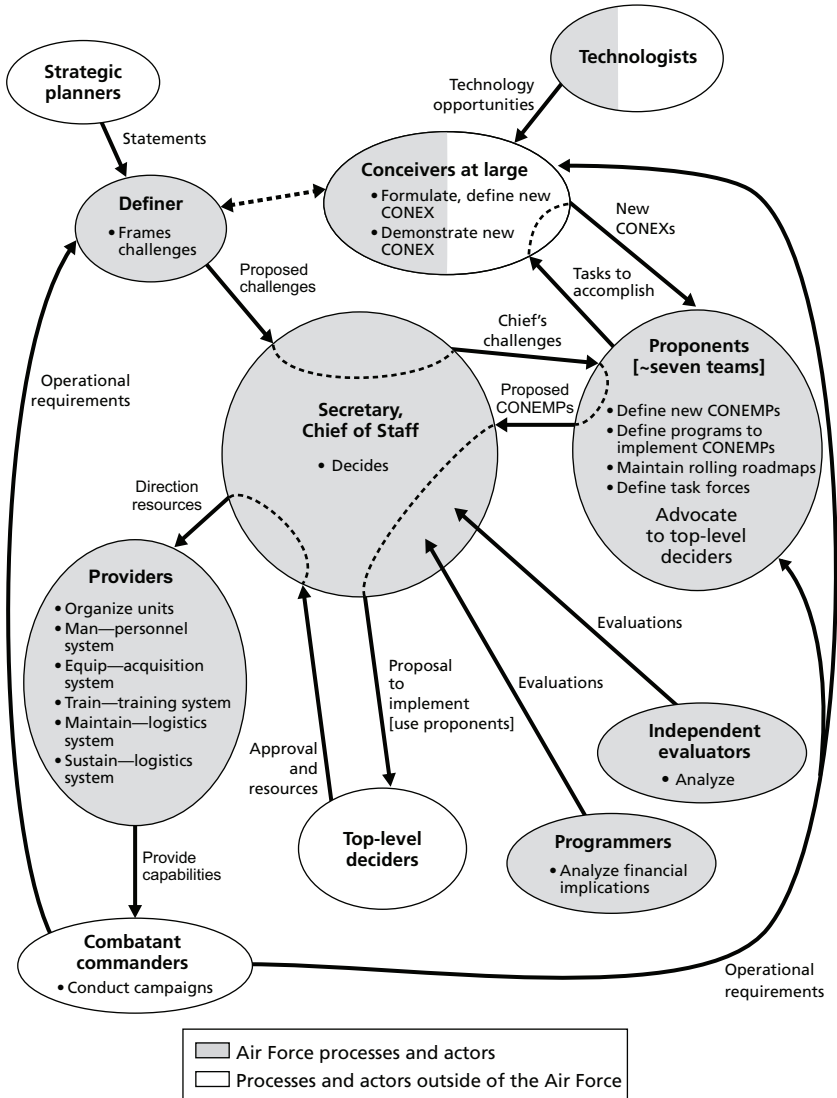 Technologists
Strategic
planners
Technology
opportunities
Statements
Conceivers at large
• Formulate, define new
CONEX
• Demonstrate new
CONEX
Definer
• Frames
challenges
New
CONEXs
Proposed
challenges
Tasks to
accomplish
Chief's
challenges
Proponents
[~seven teams]
• Define new CONEMPs
• Define programs to
implement CONEMPs
• Maintain rolling roadmaps
• Define task forces
Advocate
to top-level
deciders
Operational
requirements
Proposed
CONEMPs
Secretary,
Chief of Staff
• Decides
Direction
resources
Providers
• Organize units
• Man—personnel
system
• Equip—acquisition
system
• Train—training system
• Maintain—logistics
system
• Sustain—logistics
system
Evaluations
Proposal
to
implement
[use proponents]
Evaluations
Approval
and
resources
Independent
evaluators
• Analyze
Top-level
deciders
Programmers
• Analyze financial
implications
Provide
capabilities
Combatant
commanders
• Conduct campaigns
Operational
requirements
Air Force processes and actors
Processes and actors outside of the Air Force